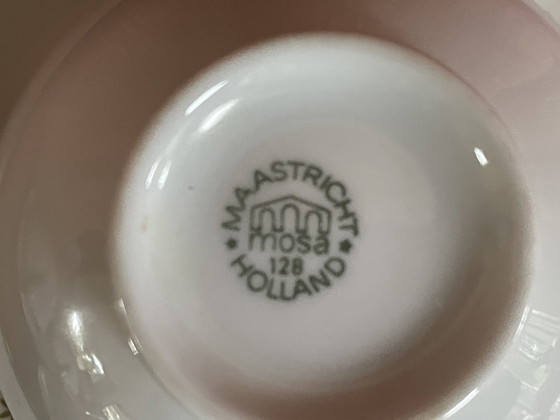 MAASTRICHT
mosa
128
HOLLAND